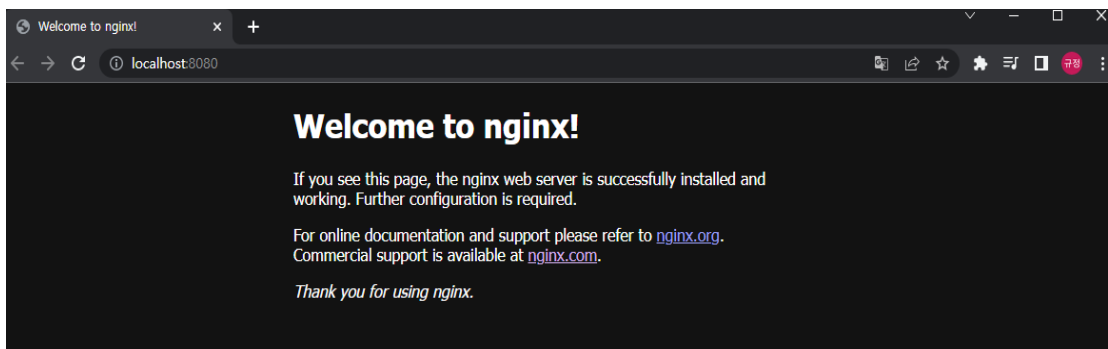 Welcome to nginx!
localhost:8080
규정
Welcome to nginx!
If you see this page, the nginx web server is successfully installed and
working. Further configuration is required.
For online documentation and support please refer to nginx.org.
Commercial support is available at nginx.com.
Thank you for using nginx.